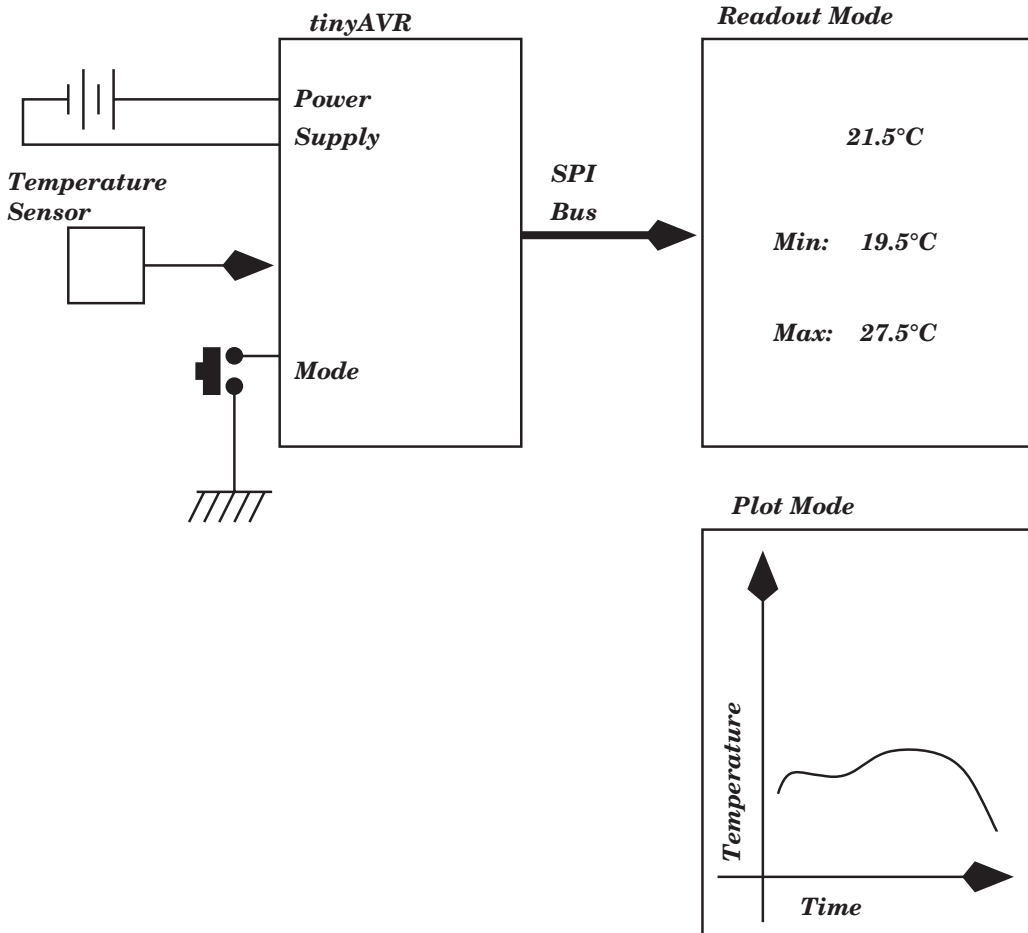 tinyAVR
Readout Mode
Power
Supply
Temperature
Sensor
SPI
Bus
21.5°C
Min: 19.5°C
Max: 27.5°C
Mode
Plot Mode
Temperature
Time